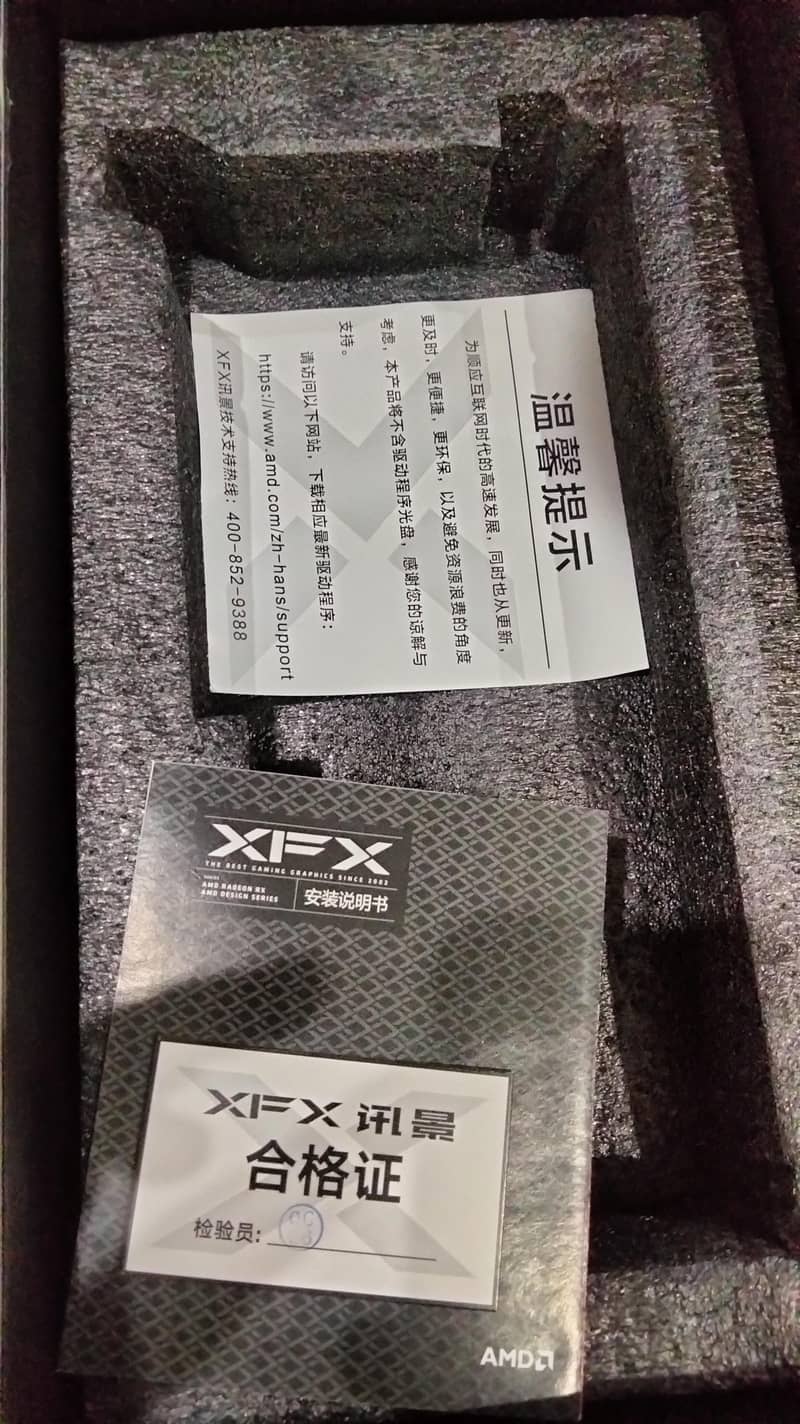 温馨提示
为顺应互联网时代的高速发展，同时也从更新，
更及时，更便捷，更环保，以及避免资源浪费的角度
考虑，本产品将不含驱动程序光盘，感谢您的谅解与
支持。
请访问以下网站，下载相应最新驱动程序：
https://www.amd.com/zh-hans/support
XFX讯景技术支持热线：400-852-9388
XFX
THE BEST GAMING GRAPHICS SINCE 2002
AMD RADEON RX
AMD DESIGN SERIES
安装说明书
XFX 讯景
合格证
检验员:
QC
AMD